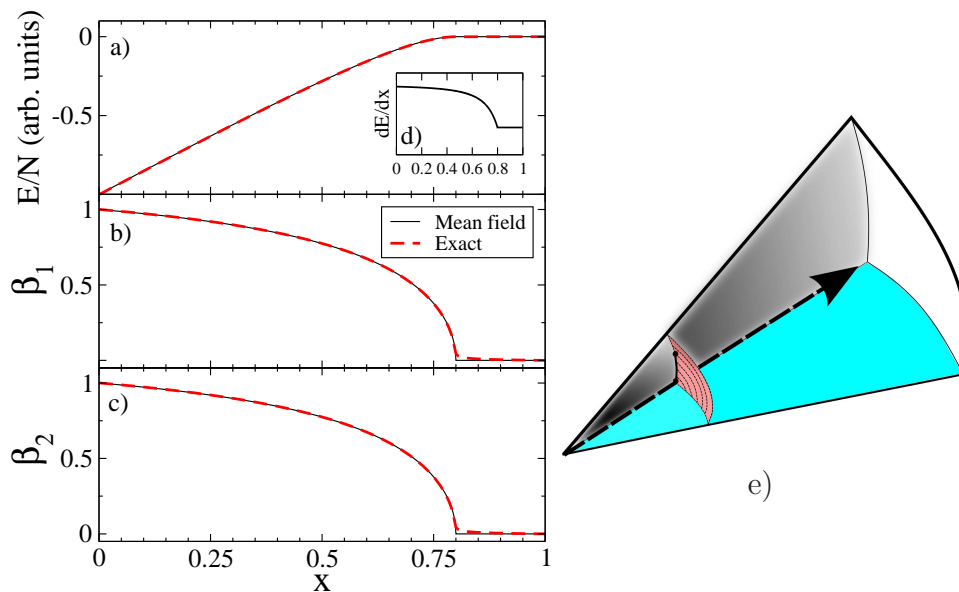 E/N (arb. units)
0
-0.5
a)
dE/dx
d)
0 0.2 0.4 0.6 0.8 1
β1
1
0.5
0
b)
Mean field
Exact
β2
1
0.5
0
c)
0 0.25 0.5 0.75 1
x
e)